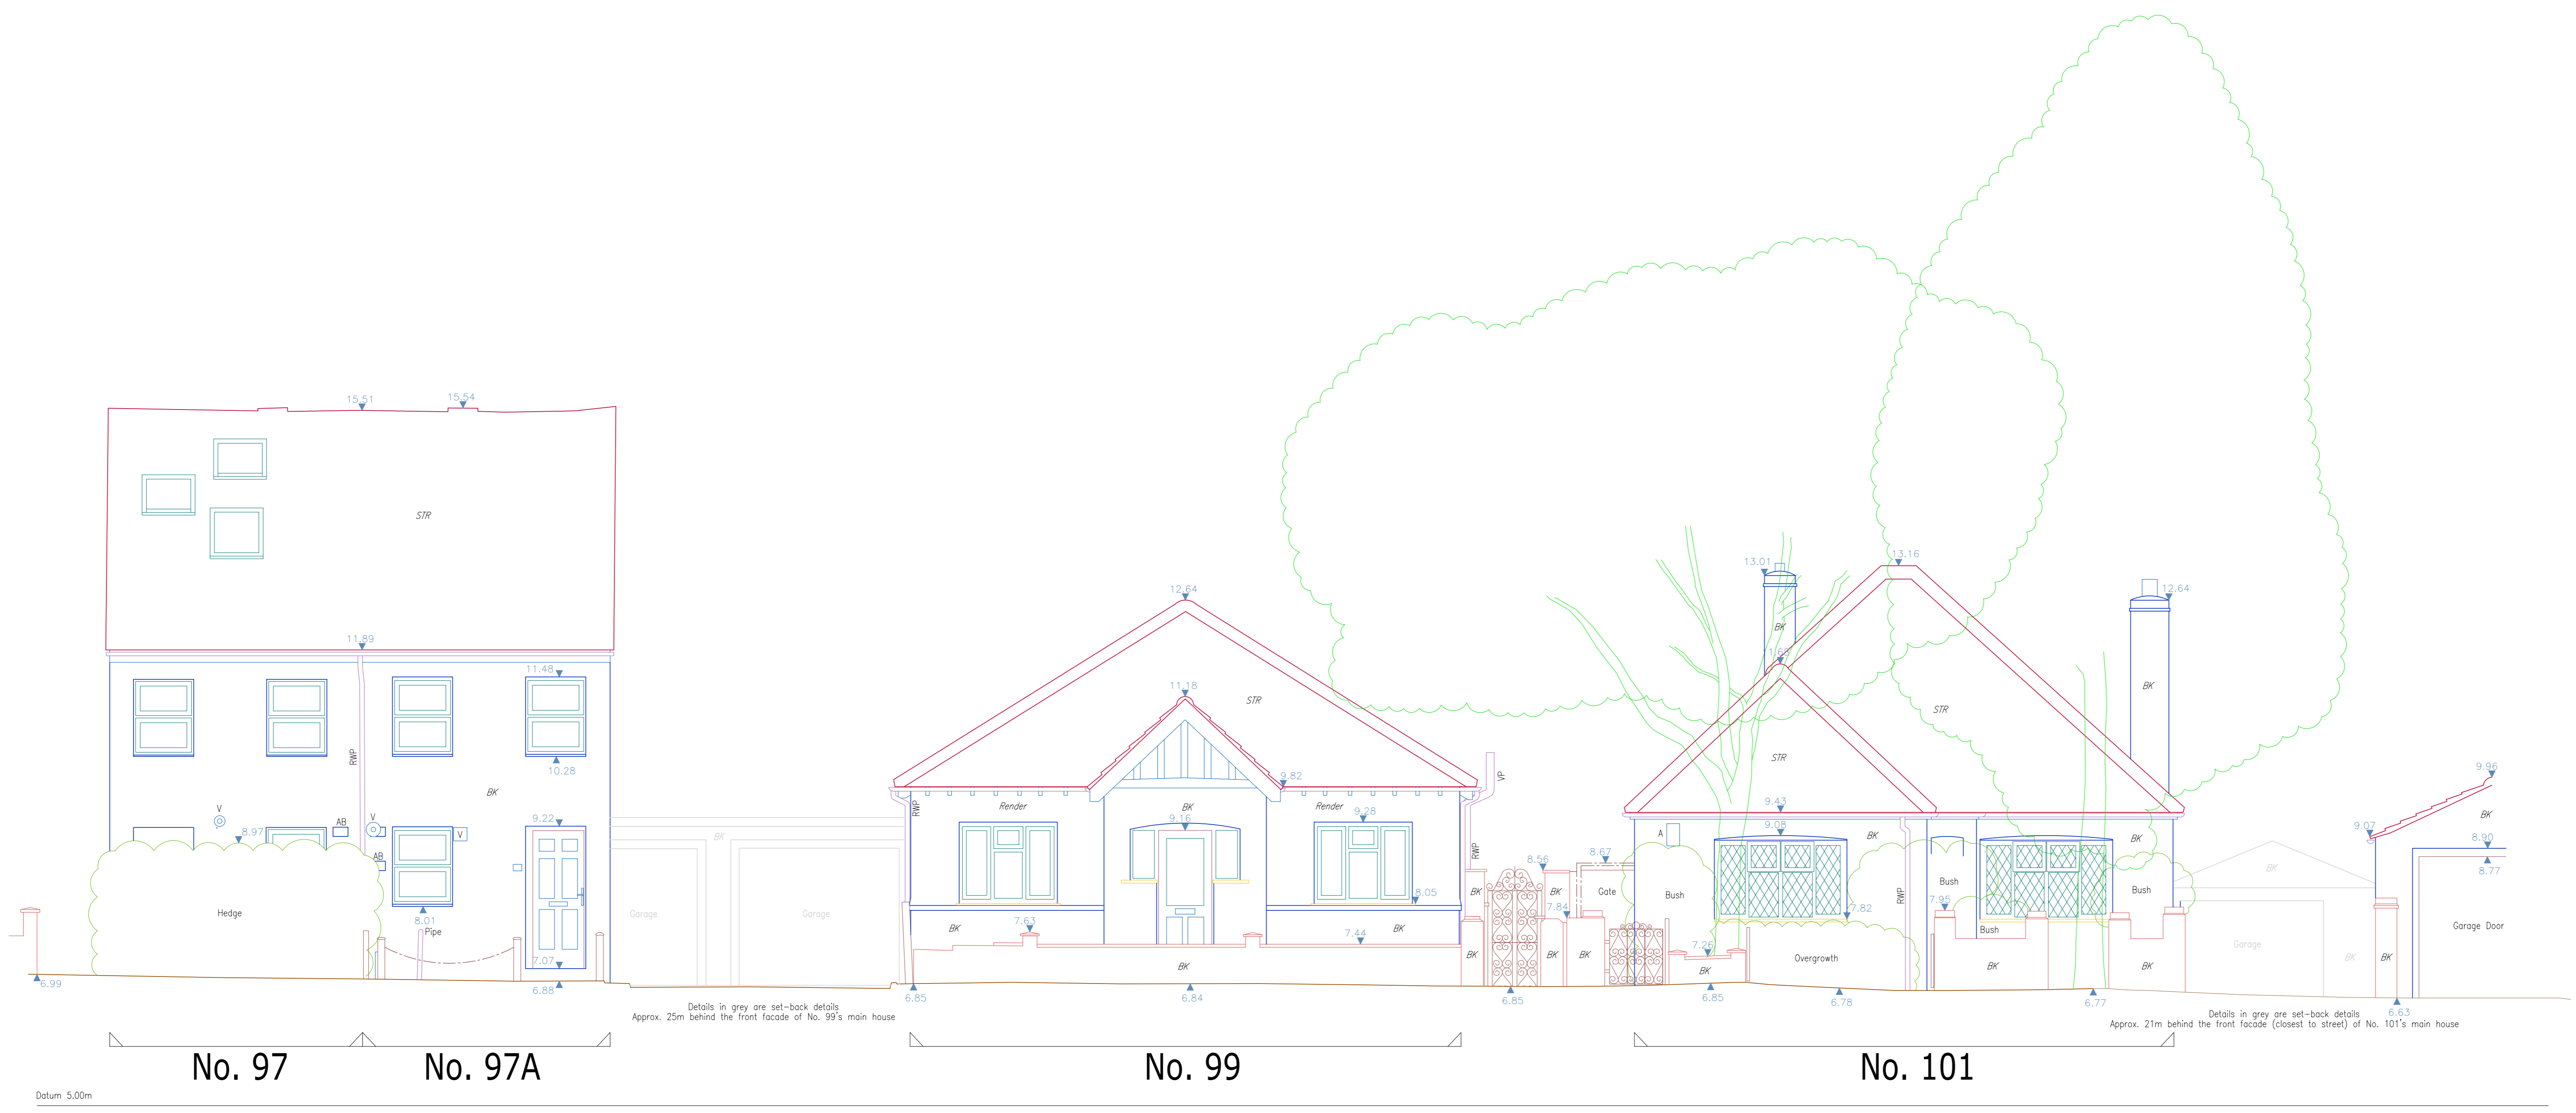 15.51
15.54
STR
11.89
11.48
10.28
RWP
BK
V
AB
V
V
AB
9.22
8.97
Hedge
8.01
Pipe
7.07
6.99
6.88
BK
Garage
Garage
Details in grey are set-back details
Approx. 25m behind the front facade of No. 99's main house
12.64
11.18
STR
9.82
RWP
Render
BK
Render
9.28
9.16
8.05
BK
7.63
BK
7.44
BK
6.85
6.84
VP
RWP
BK
BK
8.56
BK
7.84
BK
BK
8.67
Gate
6.85
13.01
BK
13.16
12.64
BK
STR
STR
9.43
9.08
A
BK
BK
Bush
RWP
Bush
Bush
7.82
7.95
Bush
7.26
BK
Overgrowth
BK
BK
6.85
6.78
6.77
BK
Garage
BK
BK
9.96
9.07
BK
8.90
8.77
Garage Door
6.63
Details in grey are set-back details
Approx. 21m behind the front facade (closest to street) of No. 101's main house
No. 97
No. 97A
No. 99
No. 101
Datum 5.00m